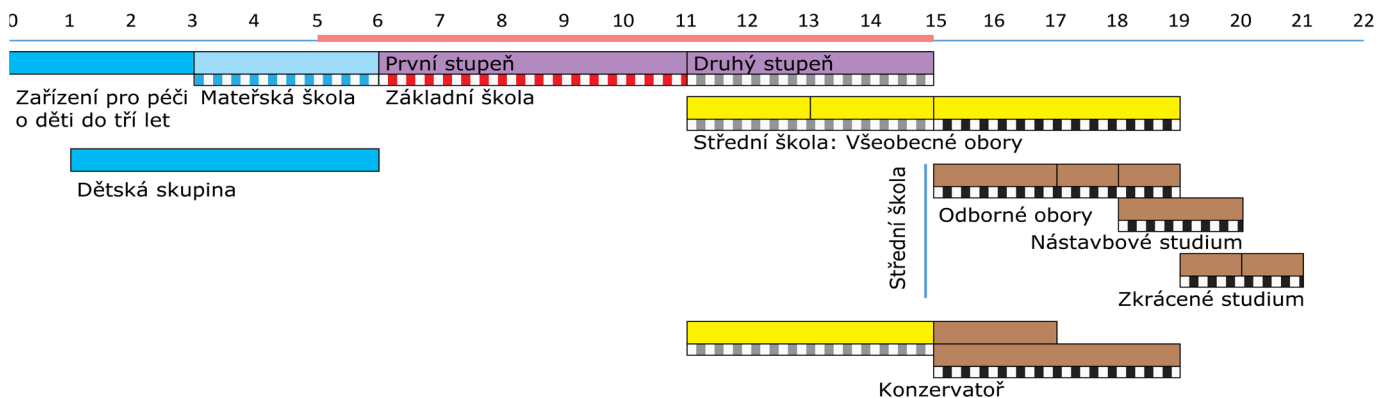 0 1 2 3 4 5 6 7 8 9 10 11 12 13 14 15 16 17 18 19 20 21 22
První stupeň Druhý stupeň
Zařízení pro péči
o děti do tří let
Mateřská škola
Základní škola
Střední škola: Všeobecné obory
Dětská skupina
Střední škola
Odborné obory
Nástavbové studium
Zkrácené studium
Konzervatoř